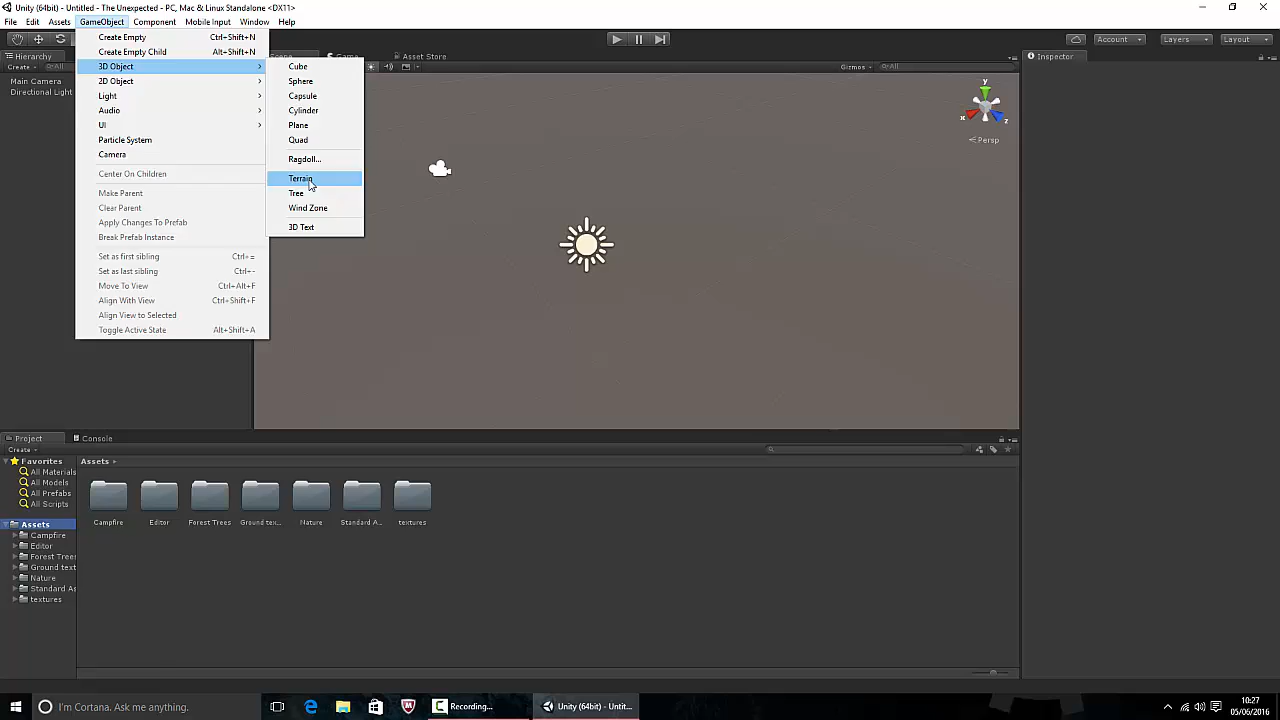 Unity (64bit) - Untitled - The Unexpected - PC, Mac & Linux Standalone <DX11>
File Edit Assets GameObject Component Mobile Input Window Help
Account Layers Layout
Hierarchy
Create All
Main Camera
Directional Light
Create Empty Ctrl+Shift+N
Create Empty Child Alt+Shift+N
3D Object
2D Object
Light
Audio
UI
Particle System
Camera
Center On Children
Make Parent
Clear Parent
Apply Changes To Prefab
Break Prefab Instance
Set as first sibling Ctrl+=
Set as last sibling Ctrl+-
Move To View Ctrl+Alt+F
Align With View Ctrl+Shift+F
Align View to Selected
Toggle Active State Alt+Shift+A
Cube
Sphere
Capsule
Cylinder
Plane
Quad
Ragdoll...
Terrain
Tree
Wind Zone
3D Text
Asset Store
Gizmos All
y
x z
Persp
Inspector
Project Console
Create
Favorites
All Materials
All Models
All Prefabs
All Scripts
Assets
Campfire
Editor
Forest Trees
Ground text
Nature
Standard As
textures
Assets
Campfire Editor Forest Trees Ground tex... Nature Standard A... textures
I'm Cortana. Ask me anything.
Recording...
Unity (64bit) - Untit...
10:27
05/06/2016